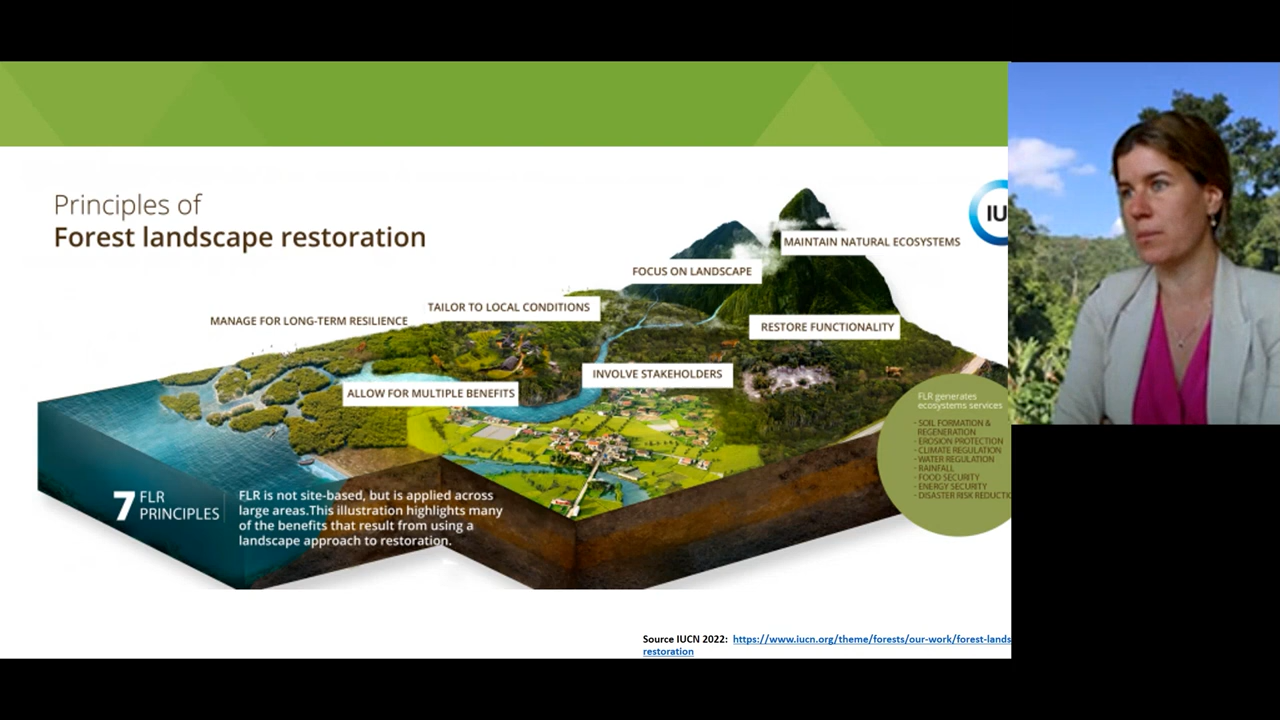 Principles of
Forest landscape restoration
IU
MAINTAIN NATURAL ECOSYSTEMS
FOCUS ON LANDSCAPE
TAILOR TO LOCAL CONDITIONS
MANAGE FOR LONG-TERM RESILIENCE
RESTORE FUNCTIONALITY
INVOLVE STAKEHOLDERS
ALLOW FOR MULTIPLE BENEFITS
FLR generates
ecosystems services
- SOIL FORMATION &
REGENERATION
- EROSION PROTECTION
- CLIMATE REGULATION
- WATER REGULATION
- RAINFALL
- FOOD SECURITY
- ENERGY SECURITY
- DISASTER RISK REDUCTIO
7 FLR
PRINCIPLES
FLR is not site-based, but is applied across
large areas.This illustration highlights many
of the benefits that result from using a
landscape approach to restoration.
Source IUCN 2022: https://www.iucn.org/theme/forests/our-work/forest-lands
restoration